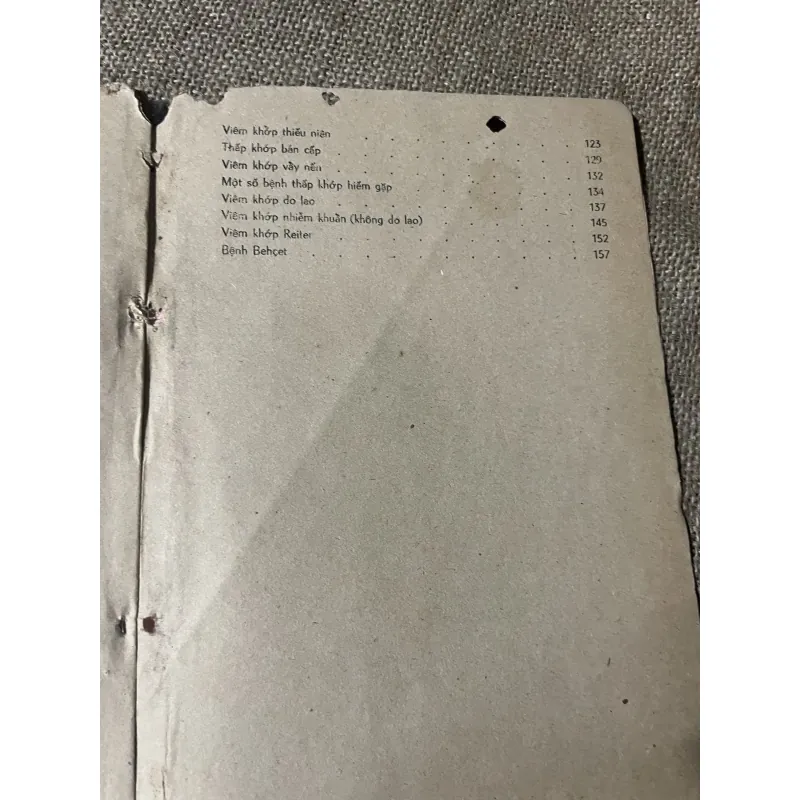 Viêm khớp thiếu niên . . . . . . . . . . . . 123
Thấp khớp bán cấp . . . . . . . . . . . . 129
Viêm khớp vẩy nến . . . . . . . . . . . . 132
Một số bệnh thấp khớp hiếm gặp . . . . . . . . . . 134
Viêm khớp do lao . . . . . . . . . . . . 137
Viêm khớp nhiễm khuẩn (không do lao) . . . . . . . . 145
Viêm khớp Reiter . . . . . . . . . . . . 152
Bệnh Behçet . . . . . . . . . . . . . 157